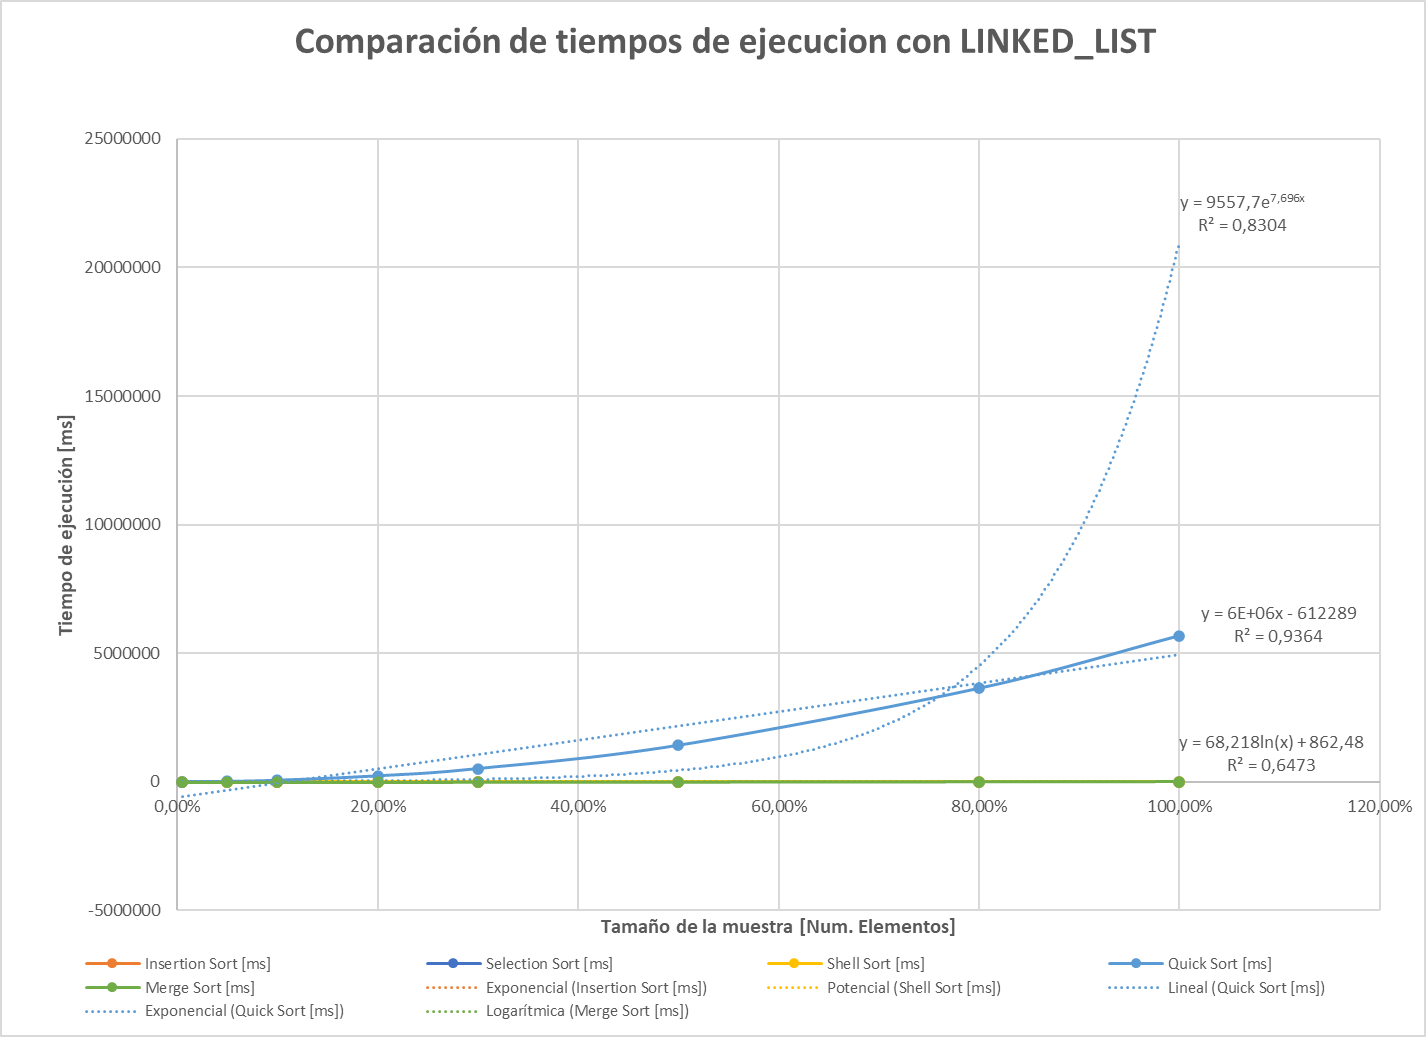 Comparación de tiempos de ejecucion con LINKED_LIST
25000000
20000000
15000000
10000000
5000000
0
-5000000
Tiempo de ejecución [ms]
y = 9557,7e^7,696x
R² = 0,8304
y = 6E+06x - 612289
R² = 0,9364
y = 68,218ln(x) + 862,48
R² = 0,6473
0,00% 20,00% 40,00% 60,00% 80,00% 100,00% 120,00%
Tamaño de la muestra [Num. Elementos]
Insertion Sort [ms] Selection Sort [ms] Shell Sort [ms] Quick Sort [ms]
Merge Sort [ms] Exponencial (Insertion Sort [ms]) Potencial (Shell Sort [ms]) Lineal (Quick Sort [ms])
Exponencial (Quick Sort [ms]) Logarítmica (Merge Sort [ms])